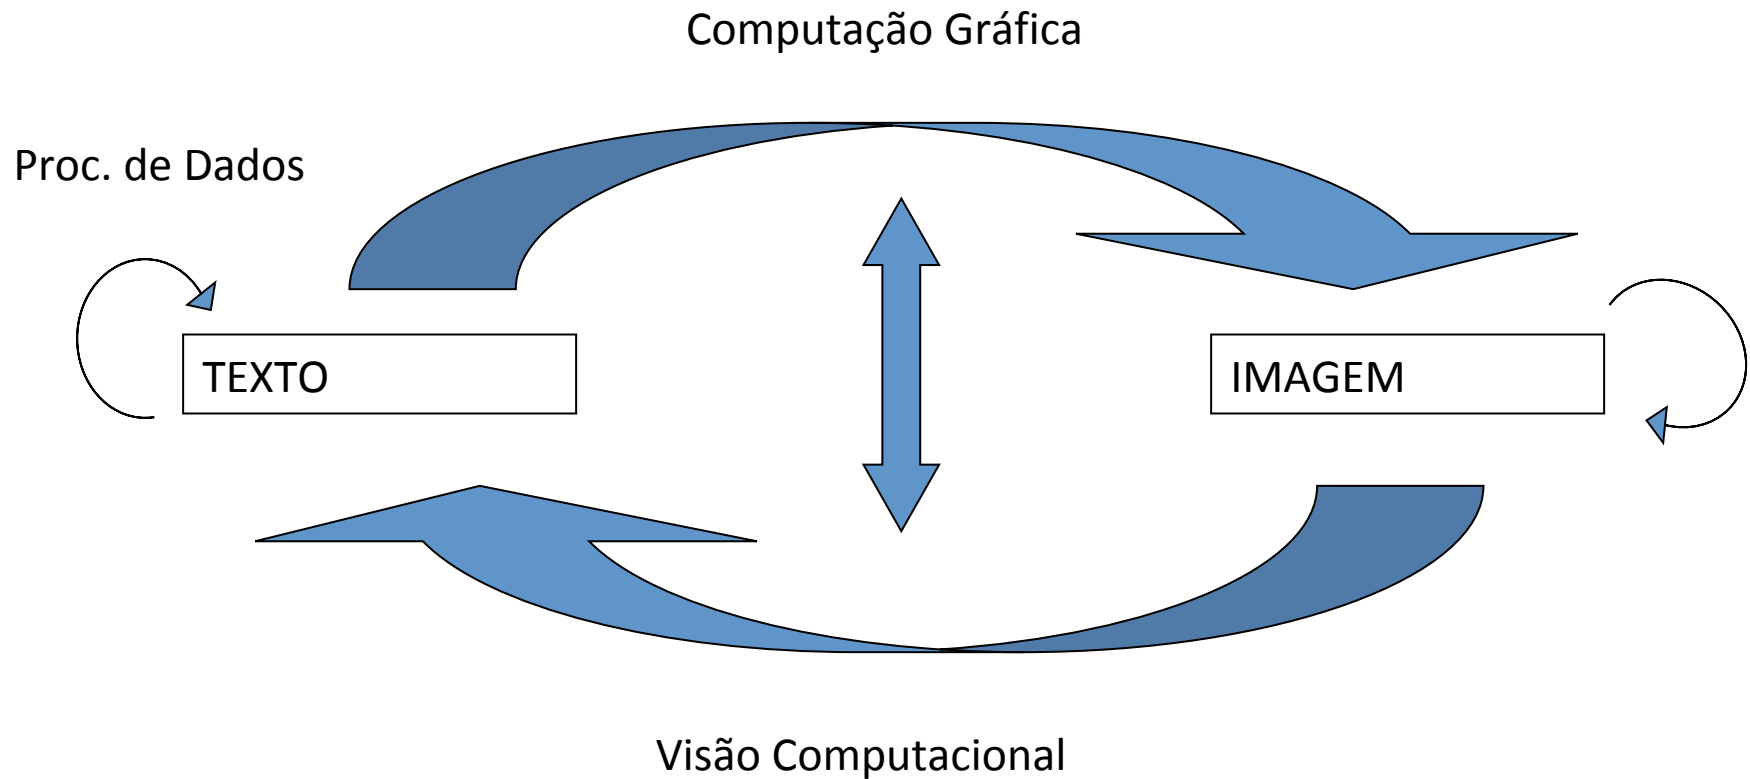 Computação Gráfica
Proc. de Dados
TEXTO
IMAGEM
Visão Computacional